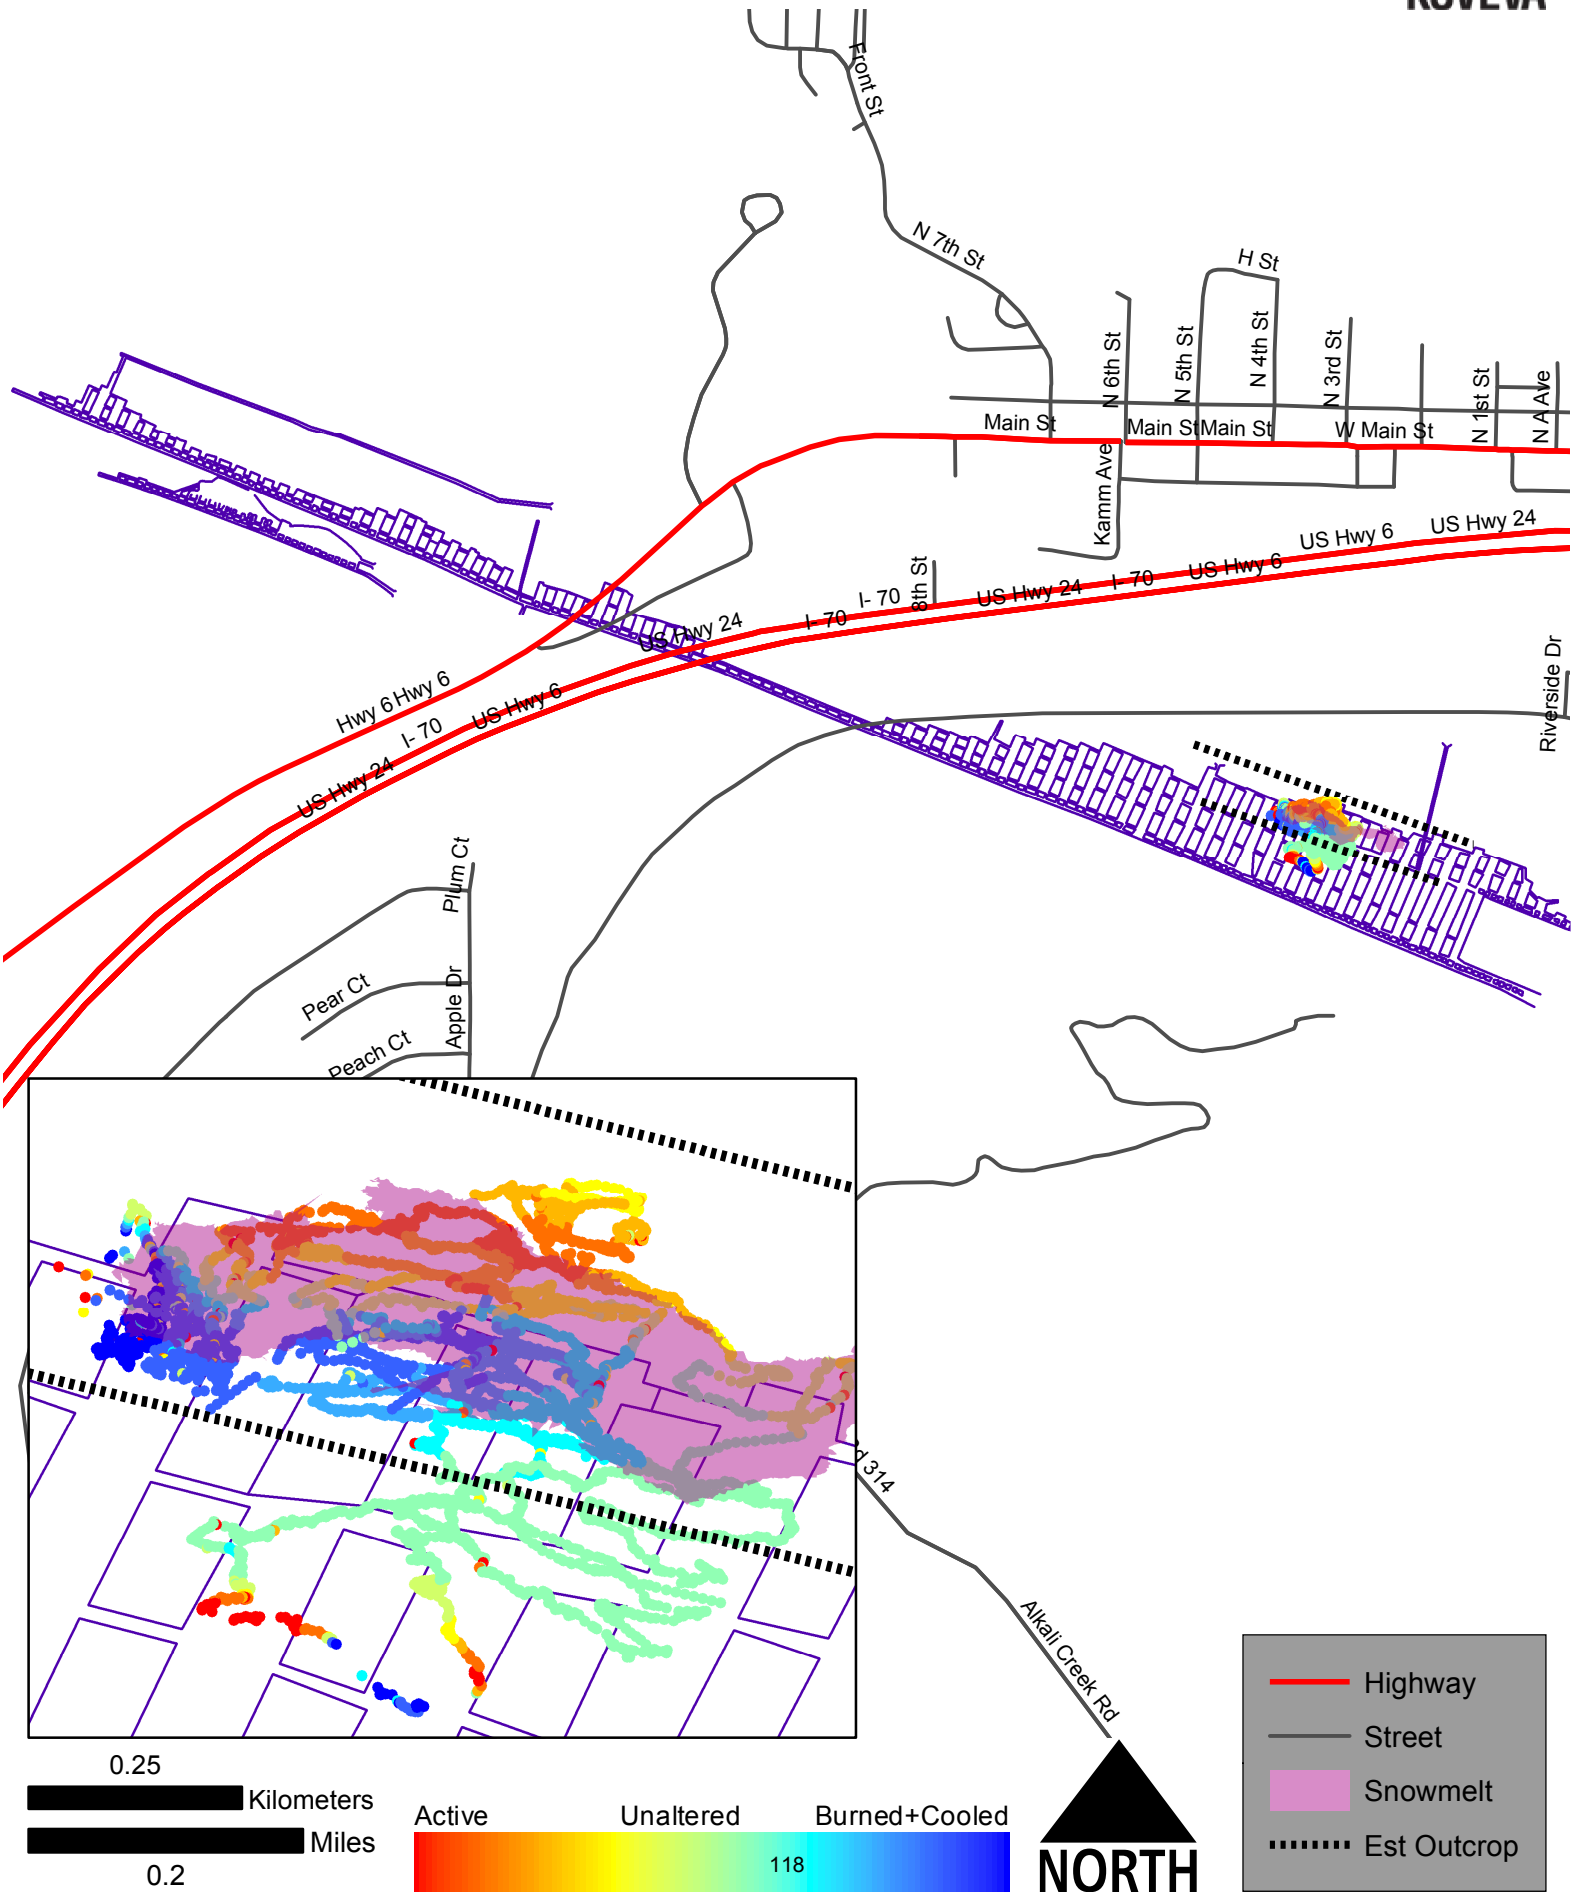 Front St
N 7th St
H St
N 6th St
N 5th St
N 4th St
N 3rd St
N 1st St
N A Ave
Main St
Main St
Main St
W Main St
Kamm Ave
8th St
US Hwy 24
US Hwy 6
US Hwy 6
I- 70
US Hwy 24
I- 70
I- 70
US Hwy 24
Riverside Dr
Hwy 6
Hwy 6
US Hwy 6
I- 70
US Hwy 24
Plum Ct
Pear Ct
Apple Dr
Peach Ct
314
Alkali Creek Rd
0.25
Kilometers
Miles
0.2
Active Unaltered Burned+Cooled
118
NORTH
Highway
Street
Snowmelt
Est Outcrop